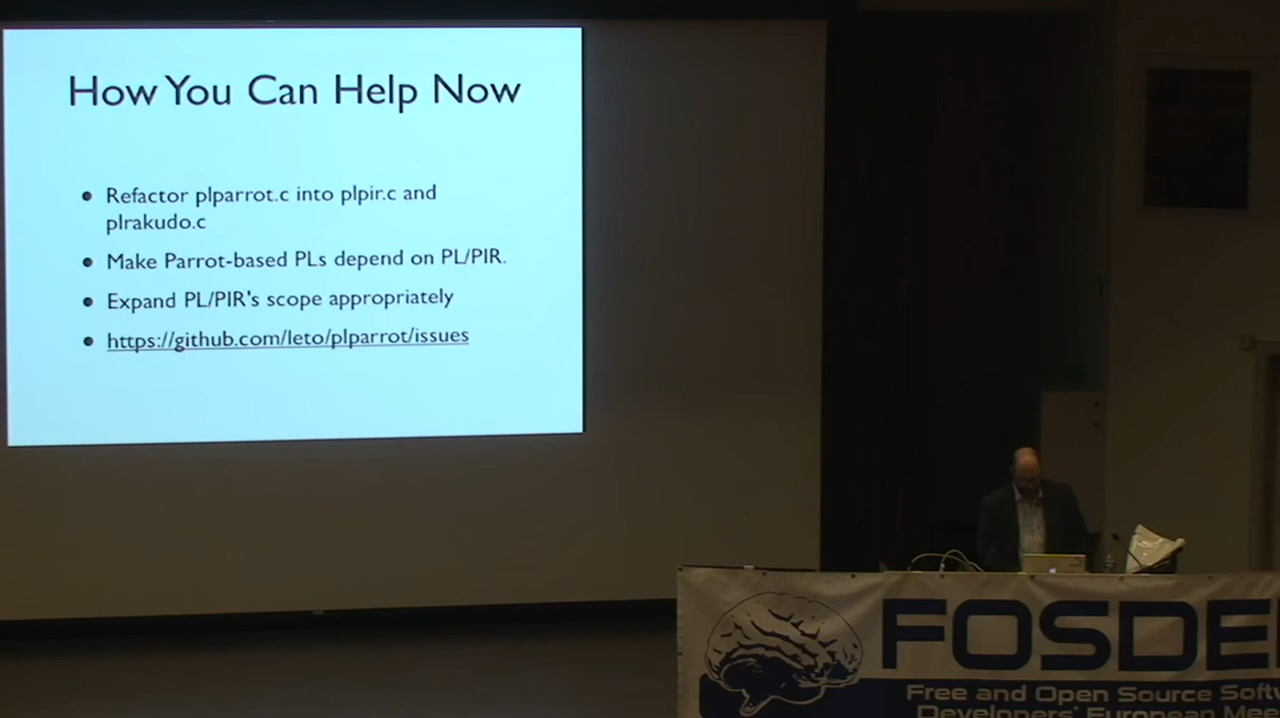 How You Can Help Now
Refactor plparrot.c into plpir.c and
plrakudo.c
Make Parrot-based PLs depend on PL/PIR.
Expand PL/PIR's scope appropriately
https://github.com/leto/plparrot/issues
FOSDE
Free and Open Source Softw
Developers' European Mee